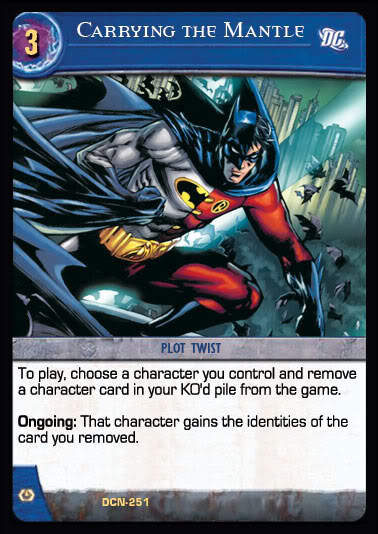 3
CARRYING THE MANTLE
DC
PLOT TWIST
To play, choose a character you control and remove
a character card in your KO'd pile from the game.
Ongoing: That character gains the identities of the
card you removed.
DCN-251